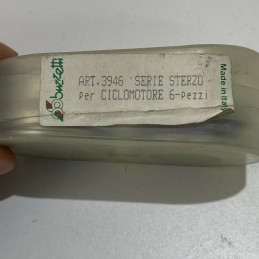 buzzetti
ART.3946 SERIE STERZO
Per CICLOMOTORE 6-Pezzi
Made in Italy